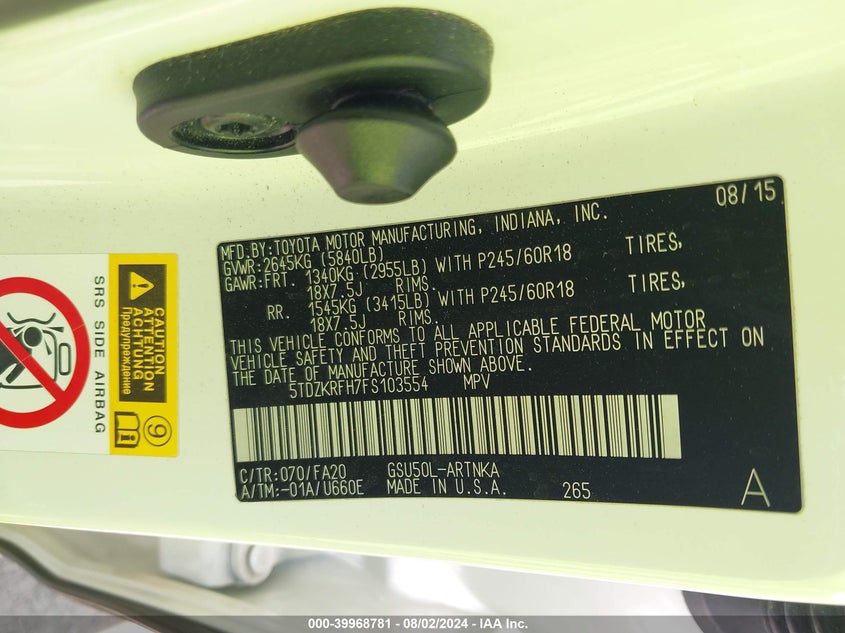 MFD.BY:TOYOTA MOTOR MANUFACTURING, INDIANA, INC. 08/15
GVWR:2645KG (5840LB)
GAWR:FRT. 1340KG (2955LB) WITH P245/60R18 TIRES,
18X7.5J RIMS.
RR. 1545KG (3415LB) WITH P245/60R18 TIRES,
18X7.5J RIMS.
THIS VEHICLE CONFORMS TO ALL APPLICABLE FEDERAL MOTOR
VEHICLE SAFETY AND THEFT PREVENTION STANDARDS IN EFFECT ON
THE DATE OF MANUFACTURE SHOWN ABOVE.
5TDZKRFH7FS103554 MPV
C/TR:070/FA20 GSU50L-ARTNKA
A/TM:-01A/U660E MADE IN U.S.A. 265 A
CAUTION
ATTENTION
ACHTUNG
Предупреждение
SRS SIDE AIRBAG
9
000-39968781 - 08/02/2024 - IAA Inc.